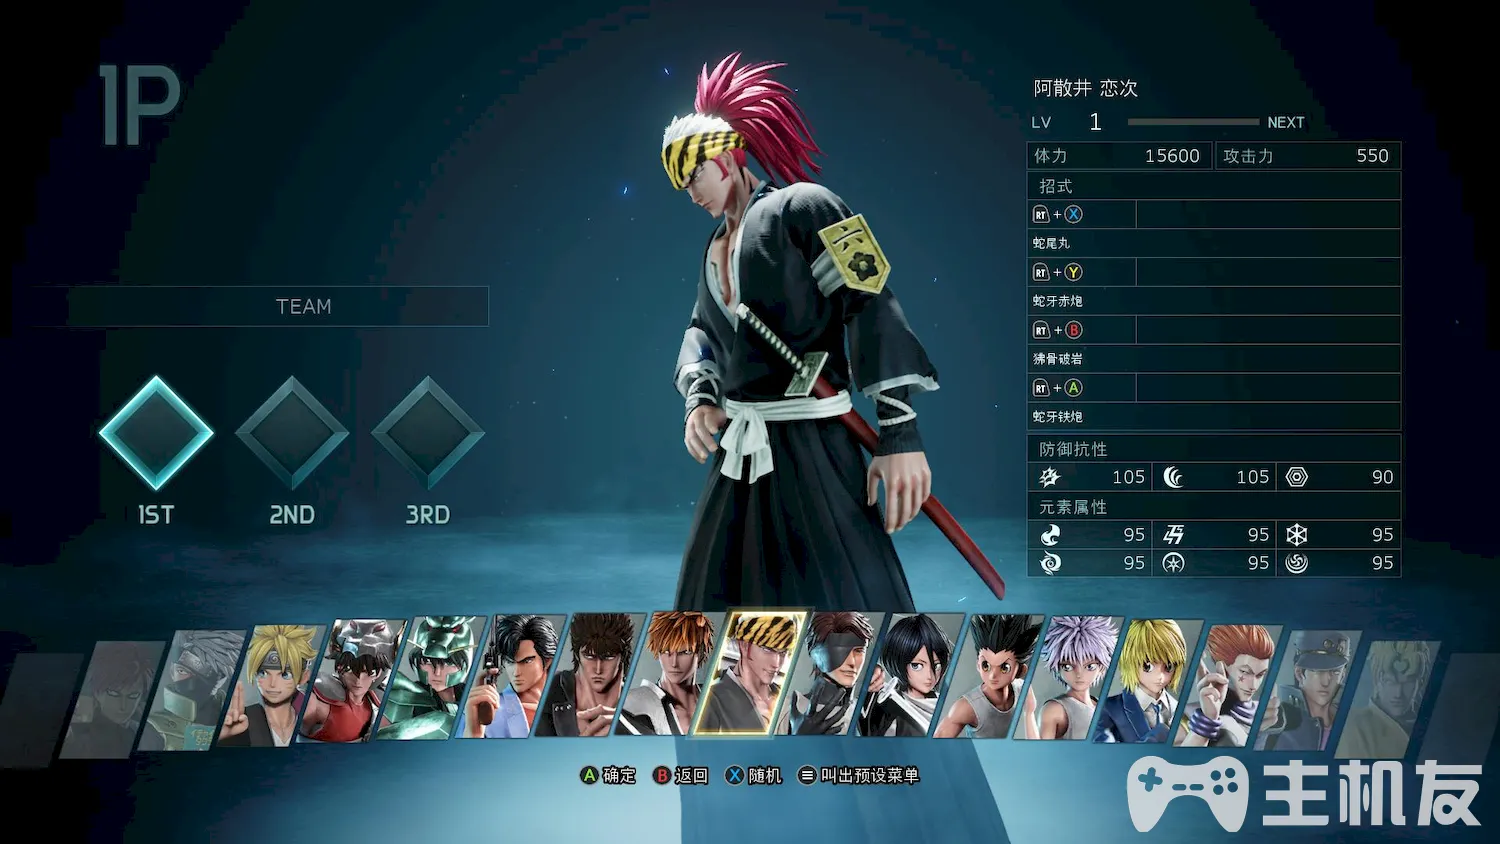 1P
阿散井 恋次
LV 1 NEXT
体力 15600 攻击力 550
招式
RT + X
蛇尾丸
RT + Y
蛇牙赤炮
RT + B
狒骨破岩
RT + A
蛇牙铁炮
防御抗性
105 105 90
元素属性
95 95 95
95 95 95
TEAM
1ST 2ND 3RD
六
A 确定 B 返回 X 随机 叫出预设菜单
主机友